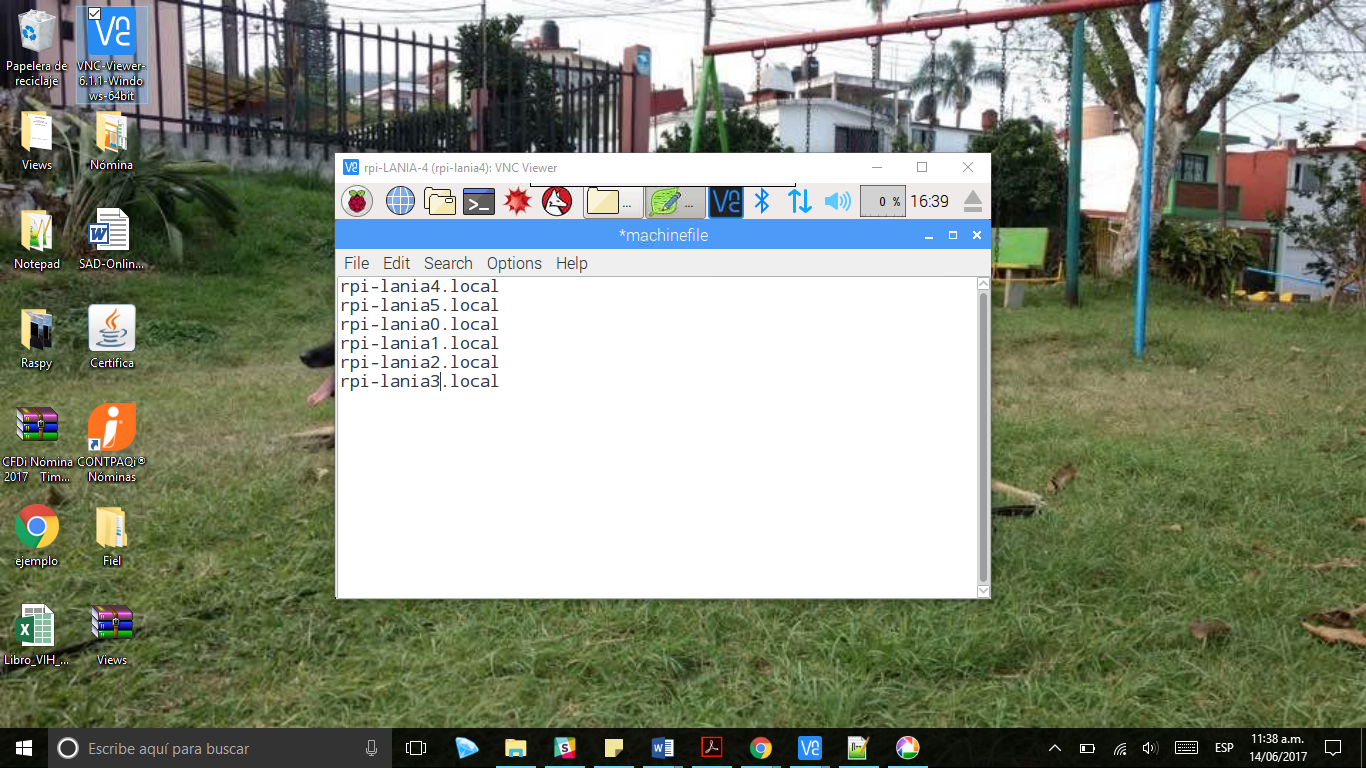 Papelera de
reciclaje
VNC-Viewer-
6.1.1-Windo
ws-64bit
Views
Nómina
Notepad
SAD-Onlin...
Raspy
Certifica
CFDi Nómina
2017 Tim...
CONTPAQi®
Nóminas
ejemplo
Fiel
Libro_VIH_...
Views
rpi-LANIA-4 (rpi-lania4): VNC Viewer
... ... 0 % 16:39
*machinefile
File Edit Search Options Help
rpi-lania4.local
rpi-lania5.local
rpi-lania0.local
rpi-lania1.local
rpi-lania2.local
rpi-lania3.local
Escribe aquí para buscar
ESP
11:38 a.m.
14/06/2017